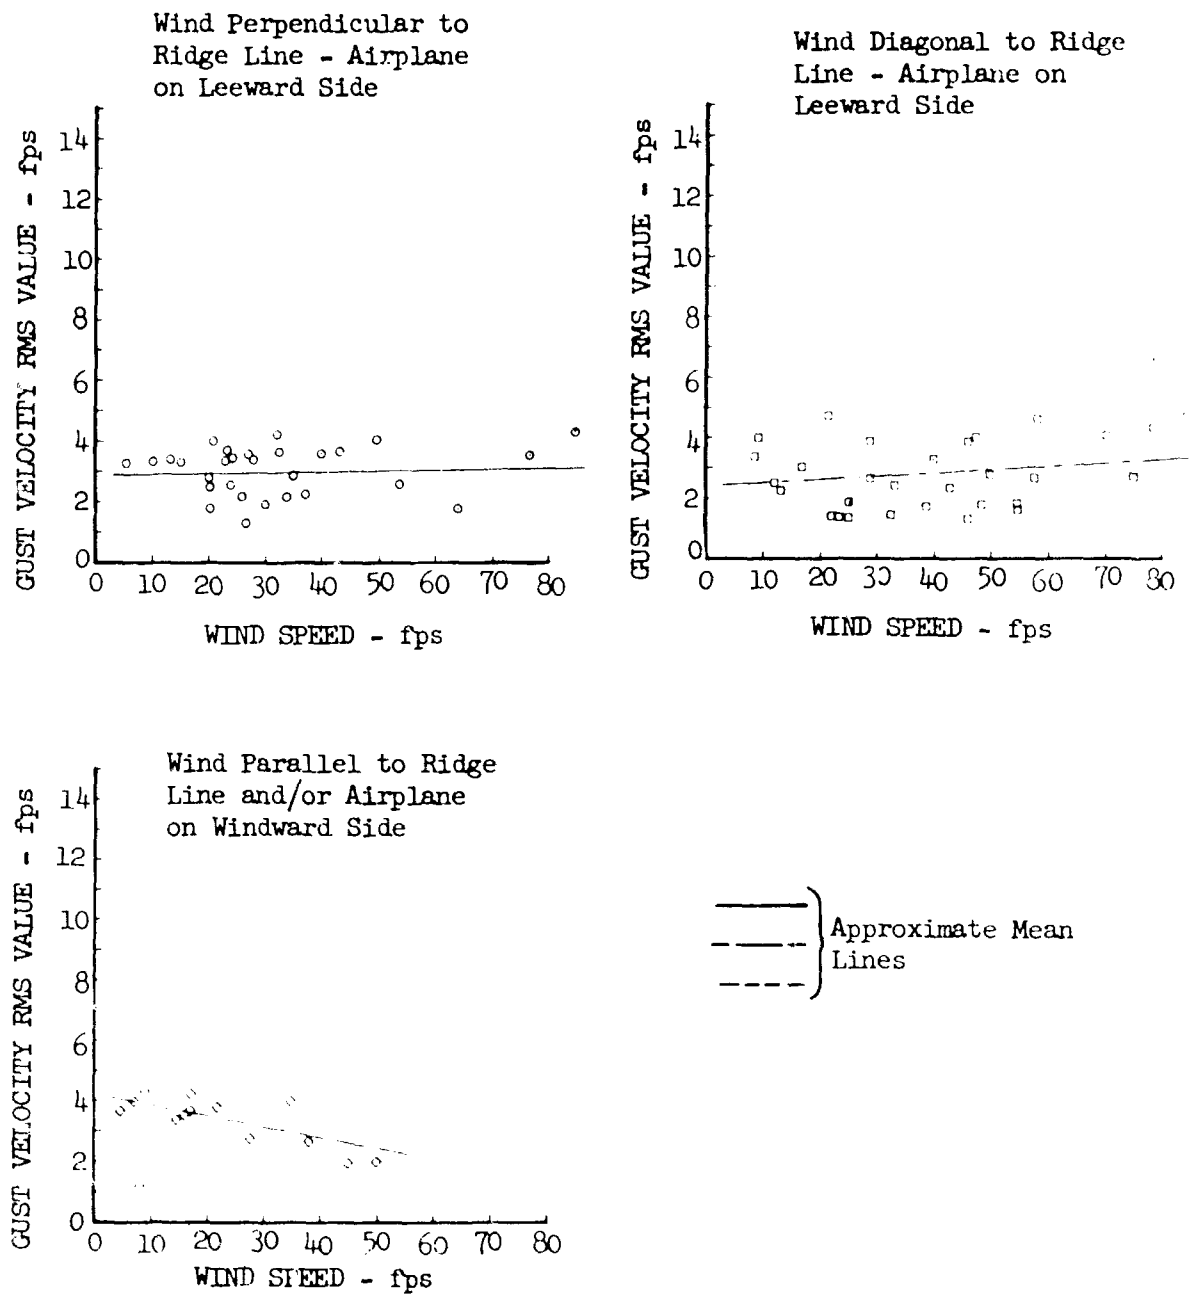 Wind Perpendicular to
Ridge Line - Airplane
on Leeward Side
GUST VELOCITY RMS VALUE - fps
14
12
10
8
6
4
2
0
0 10 20 30 40 50 60 70 80
WIND SPEED - fps
Wind Diagonal to Ridge
Line - Airplane on
Leeward Side
GUST VELOCITY RMS VALUE - fps
14
12
10
8
6
4
2
0
0 10 20 30 40 50 60 70 80
WIND SPEED - fps
Wind Parallel to Ridge
Line and/or Airplane
on Windward Side
GUST VELOCITY RMS VALUE - fps
14
12
10
8
6
4
2
0
0 10 20 30 40 50 60 70 80
WIND SPEED - fps
Approximate Mean
Lines